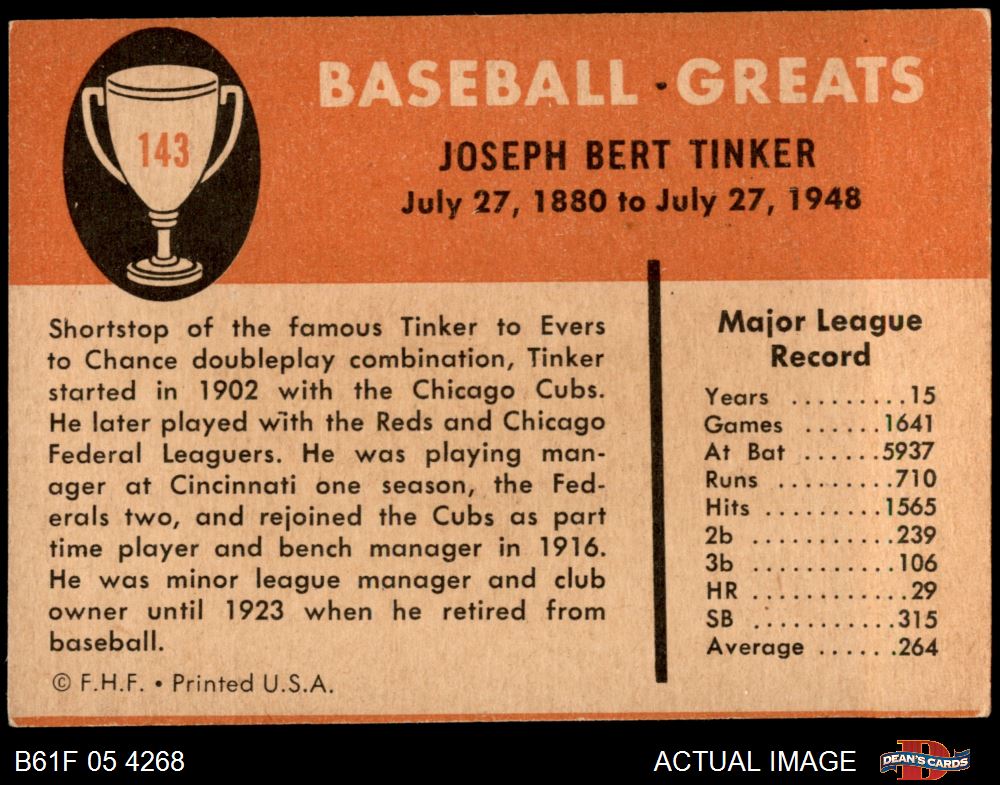 143
BASEBALL GREATS
JOSEPH BERT TINKER
July 27, 1880 to July 27, 1948
Shortstop of the famous Tinker to Evers
to Chance doubleplay combination, Tinker
started in 1902 with the Chicago Cubs.
He later played with the Reds and Chicago
Federal Leaguers. He was playing man-
ager at Cincinnati one season, the Fed-
erals two, and rejoined the Cubs as part
time player and bench manager in 1916.
He was minor league manager and club
owner until 1923 when he retired from
baseball.
© F.H.F. • Printed U.S.A.
Major League
Record
Years .........15
Games ......1641
At Bat ......5937
Runs .........710
Hits .........1565
2b ...........239
3b ...........106
HR ............29
SB ...........315
Average ......264
B61F 05 4268
ACTUAL IMAGE
D
DEAN'S CARDS